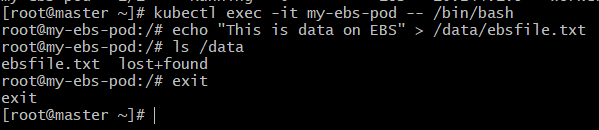 [root@master ~]# kubectl exec -it my-ebs-pod -- /bin/bash
root@my-ebs-pod:/# echo "This is data on EBS" > /data/ebsfile.txt
root@my-ebs-pod:/# ls /data
ebsfile.txt  lost+found
root@my-ebs-pod:/# exit
exit
[root@master ~]#